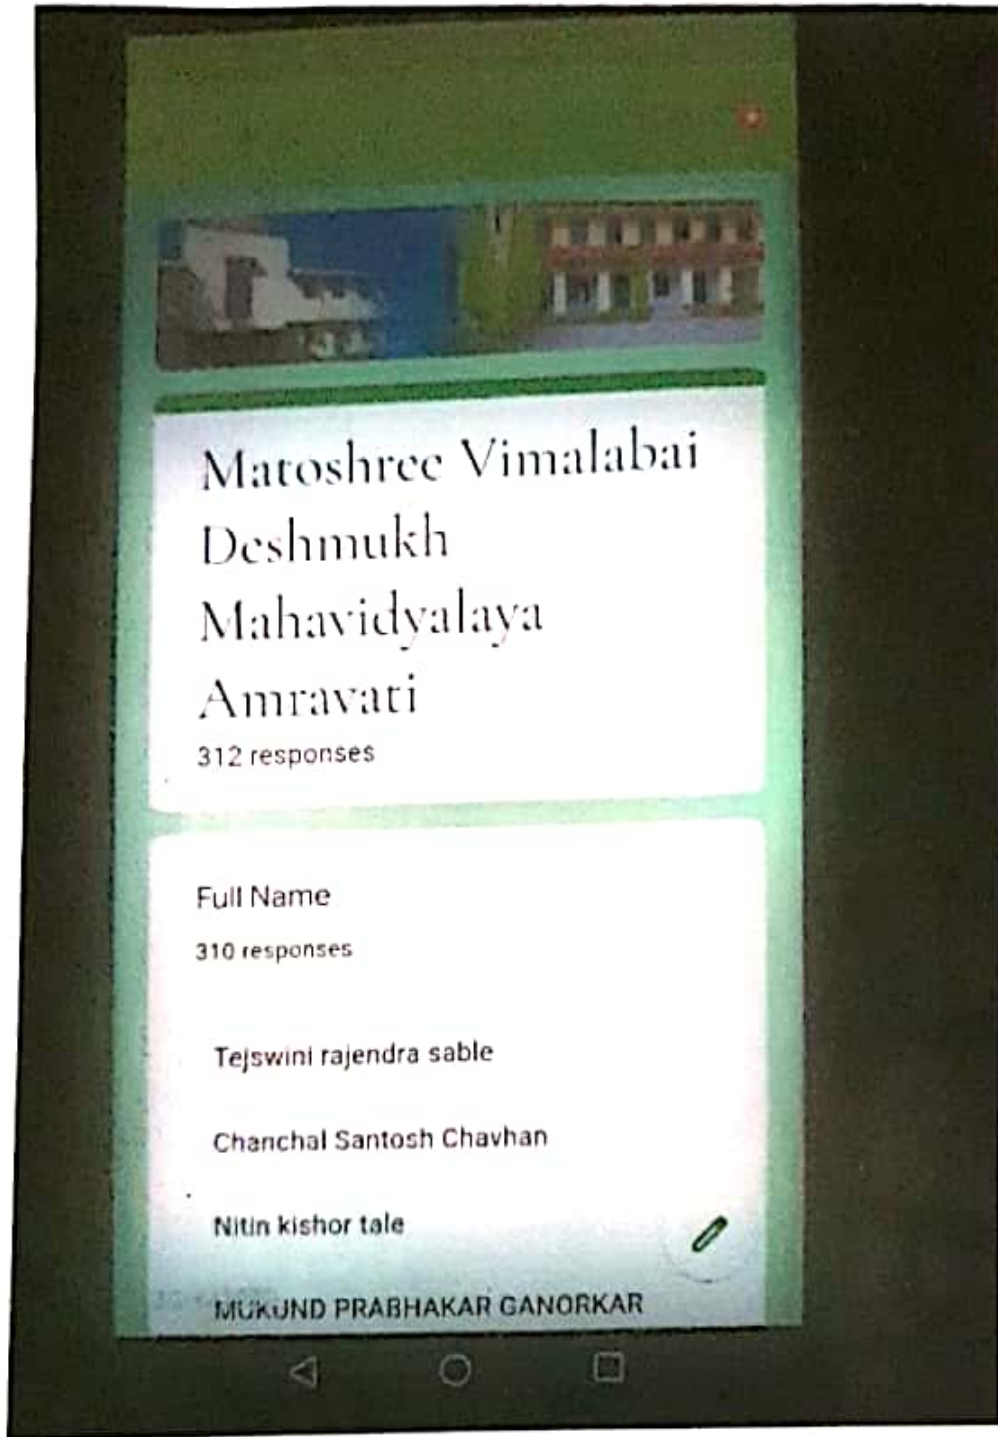 Matoshree Vimalabai
Deshmukh
Mahavidyalaya
Amravati
312 responses
Full Name
310 responses
Tejswini rajendra sable
Chanchal Santosh Chavhan
Nitin kishor tale
MUKUND PRABHAKAR GANORKAR